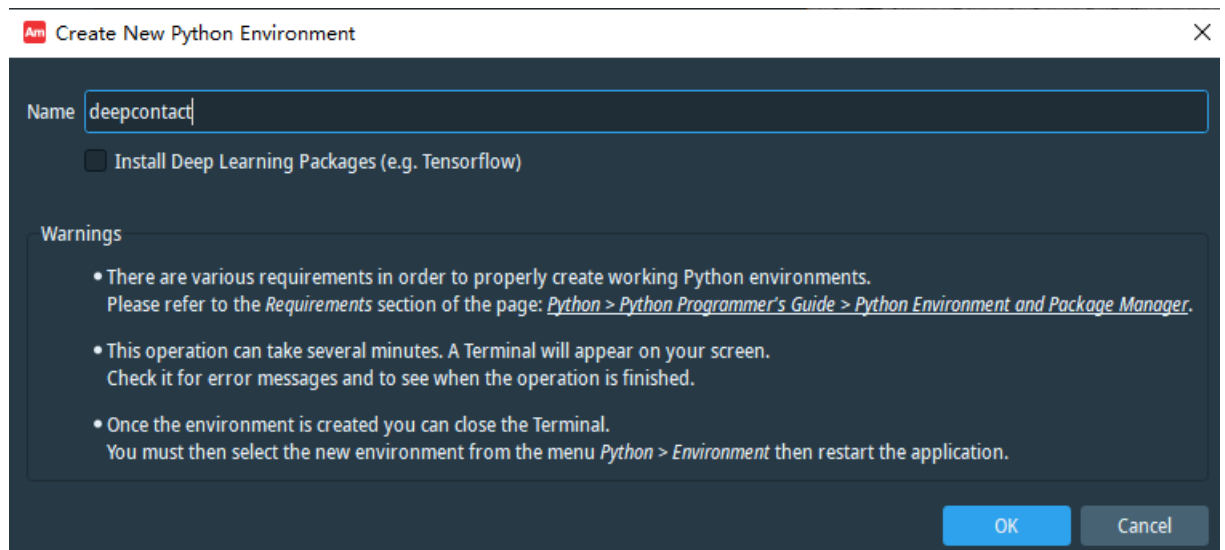 Am Create New Python Environment
Name deepcontact
Install Deep Learning Packages (e.g. Tensorflow)
Warnings
• There are various requirements in order to properly create working Python environments.
Please refer to the Requirements section of the page: Python > Python Programmer's Guide > Python Environment and Package Manager.
• This operation can take several minutes. A Terminal will appear on your screen.
Check it for error messages and to see when the operation is finished.
• Once the environment is created you can close the Terminal.
You must then select the new environment from the menu Python > Environment then restart the application.
OK Cancel